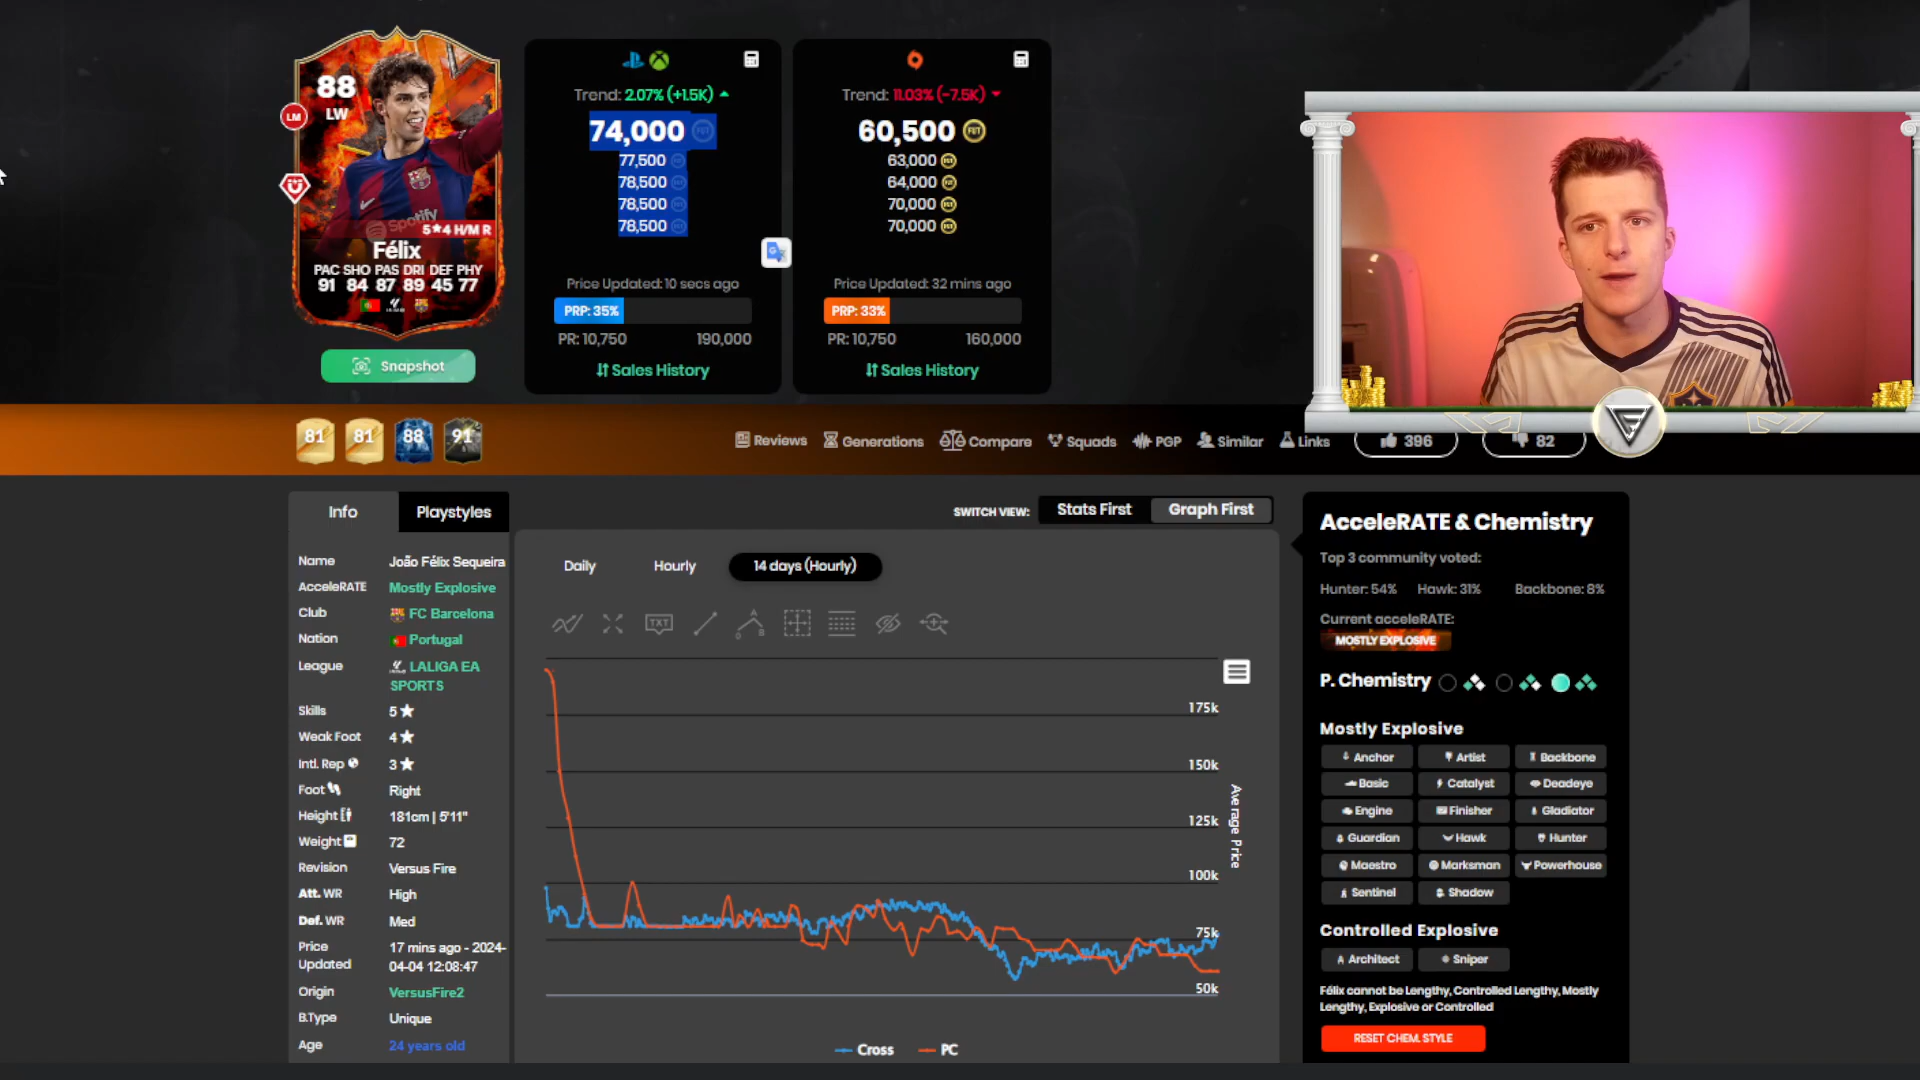 88
LW
LM
Spotify
5★4 H/M R
Félix
PAC SHO PAS DRI DEF PHY
91 84 87 89 45 77
Snapshot
Trend: 2.07% (+1.5K)
74,000
77,500
78,500
78,500
78,500
Price Updated: 10 secs ago
PRP: 35%
PR: 10,750 190,000
Sales History
Trend: 11.03% (-7.5K)
60,500
63,000
64,000
70,000
70,000
Price Updated: 32 mins ago
PRP: 33%
PR: 10,750 160,000
Sales History
81 81 88 91
Reviews Generations Compare Squads PGP Similar Links 396 82
Info Playstyles
Name João Félix Sequeira
AcceleRATE Mostly Explosive
Club FC Barcelona
Nation Portugal
League LALIGA EA
SPORTS
Skills 5★
Weak Foot 4★
Intl. Rep 3★
Foot Right
Height 181cm | 5'11"
Weight 72
Revision Versus Fire
Att. WR High
Def. WR Med
Price Updated 17 mins ago - 2024-
04-04 12:08:47
Origin VersusFire2
B.Type Unique
Age 24 years old
SWITCH VIEW: Stats First Graph First
Daily Hourly 14 days (Hourly)
TXT
175k
150k
125k
100k
75k
50k
Average Price
Cross PC
AcceleRATE & Chemistry
Top 3 community voted:
Hunter: 54% Hawk: 31% Backbone: 8%
Current acceleRATE:
MOSTLY EXPLOSIVE
P. Chemistry
Mostly Explosive
Anchor Artist Backbone
Basic Catalyst Deadeye
Engine Finisher Gladiator
Guardian Hawk Hunter
Maestro Marksman Powerhouse
Sentinel Shadow
Controlled Explosive
Architect Sniper
Félix cannot be Lengthy, Controlled Lengthy, Mostly
Lengthy, Explosive or Controlled
RESET CHEM. STYLE